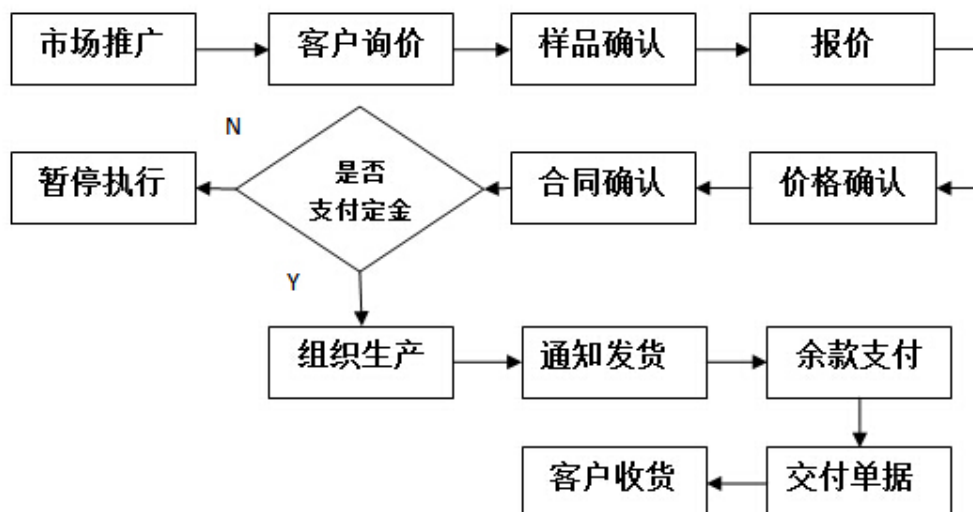 市场推广
客户询价
样品确认
报价
N
暂停执行
是否
支付定金
合同确认
价格确认
Y
组织生产
通知发货
余款支付
客户收货
交付单据